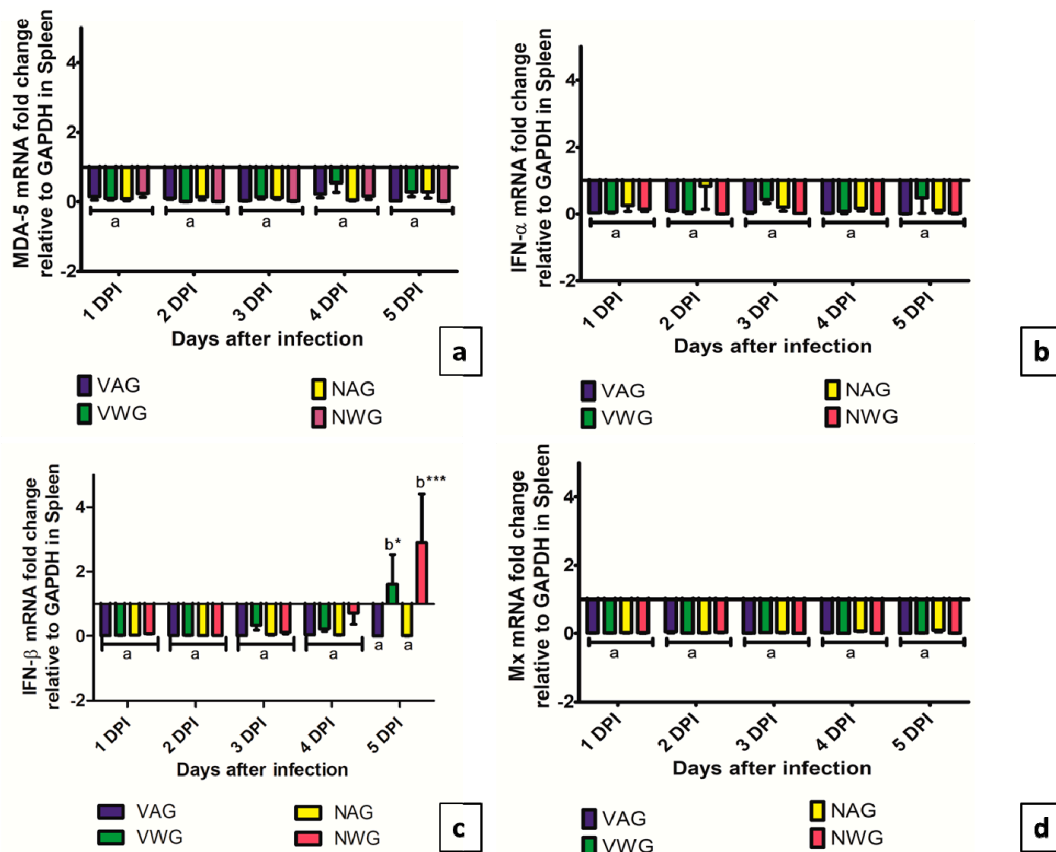 MDA-5 mRNA fold change
relative to GAPDH in Spleen
4
2
0
-2
a a a a a
1 DPI 2 DPI 3 DPI 4 DPI 5 DPI
Days after infection
VAG NAG
VWG NWG
a
IFN-α mRNA fold change
relative to GAPDH in Spleen
4
2
0
-2
a a a a a
1 DPI 2 DPI 3 DPI 4 DPI 5 DPI
Days after infection
VAG NAG
VWG NWG
b
IFN-β mRNA fold change
relative to GAPDH in Spleen
4
2
0
-2
b***
b*
a a a a a a
1 DPI 2 DPI 3 DPI 4 DPI 5 DPI
Days after infection
VAG NAG
VWG NWG
c
Mx mRNA fold change
relative to GAPDH in Spleen
4
2
0
-2
a a a a a
1 DPI 2 DPI 3 DPI 4 DPI 5 DPI
Days after infection
VAG NAG
VWG NWG
d